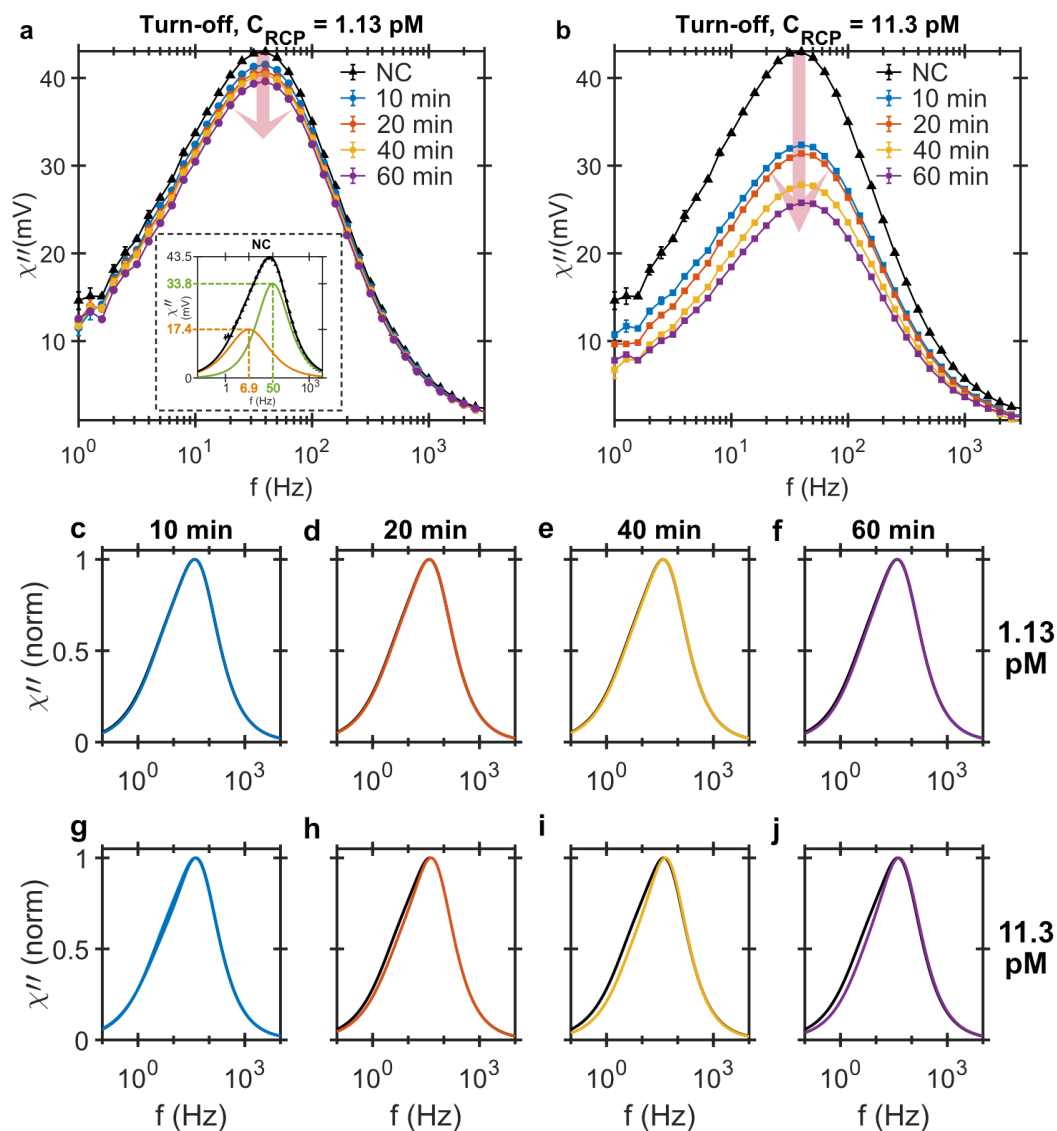 a
Turn-off, C_RCP = 1.13 pM
χ″(mV)
40
30
20
10
NC
10 min
20 min
40 min
60 min
NC
43.5
33.8
17.4
χ″
(mV)
1
6.9
50
10³
f (Hz)
10⁰
10¹
10²
10³
f (Hz)
b
Turn-off, C_RCP = 11.3 pM
χ″(mV)
40
30
20
10
NC
10 min
20 min
40 min
60 min
10⁰
10¹
10²
10³
f (Hz)
c
10 min
d
20 min
e
40 min
f
60 min
χ″ (norm)
1
0.5
0
10⁰ 10³
10⁰ 10³
10⁰ 10³
10⁰ 10³
1.13
pM
g
h
i
j
χ″ (norm)
1
0.5
0
10⁰ 10³
10⁰ 10³
10⁰ 10³
10⁰ 10³
f (Hz)
f (Hz)
f (Hz)
f (Hz)
11.3
pM